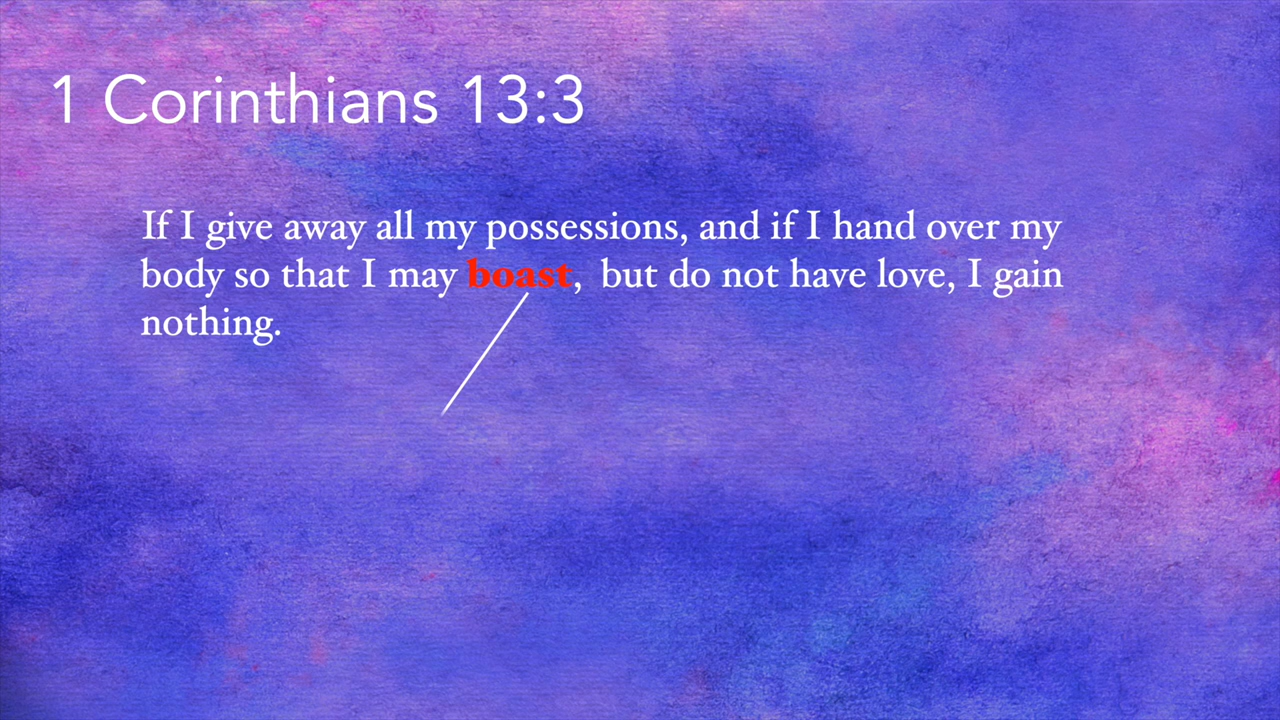 1 Corinthians 13:3
If I give away all my possessions, and if I hand over my
body so that I may boast,  but do not have love, I gain
nothing.